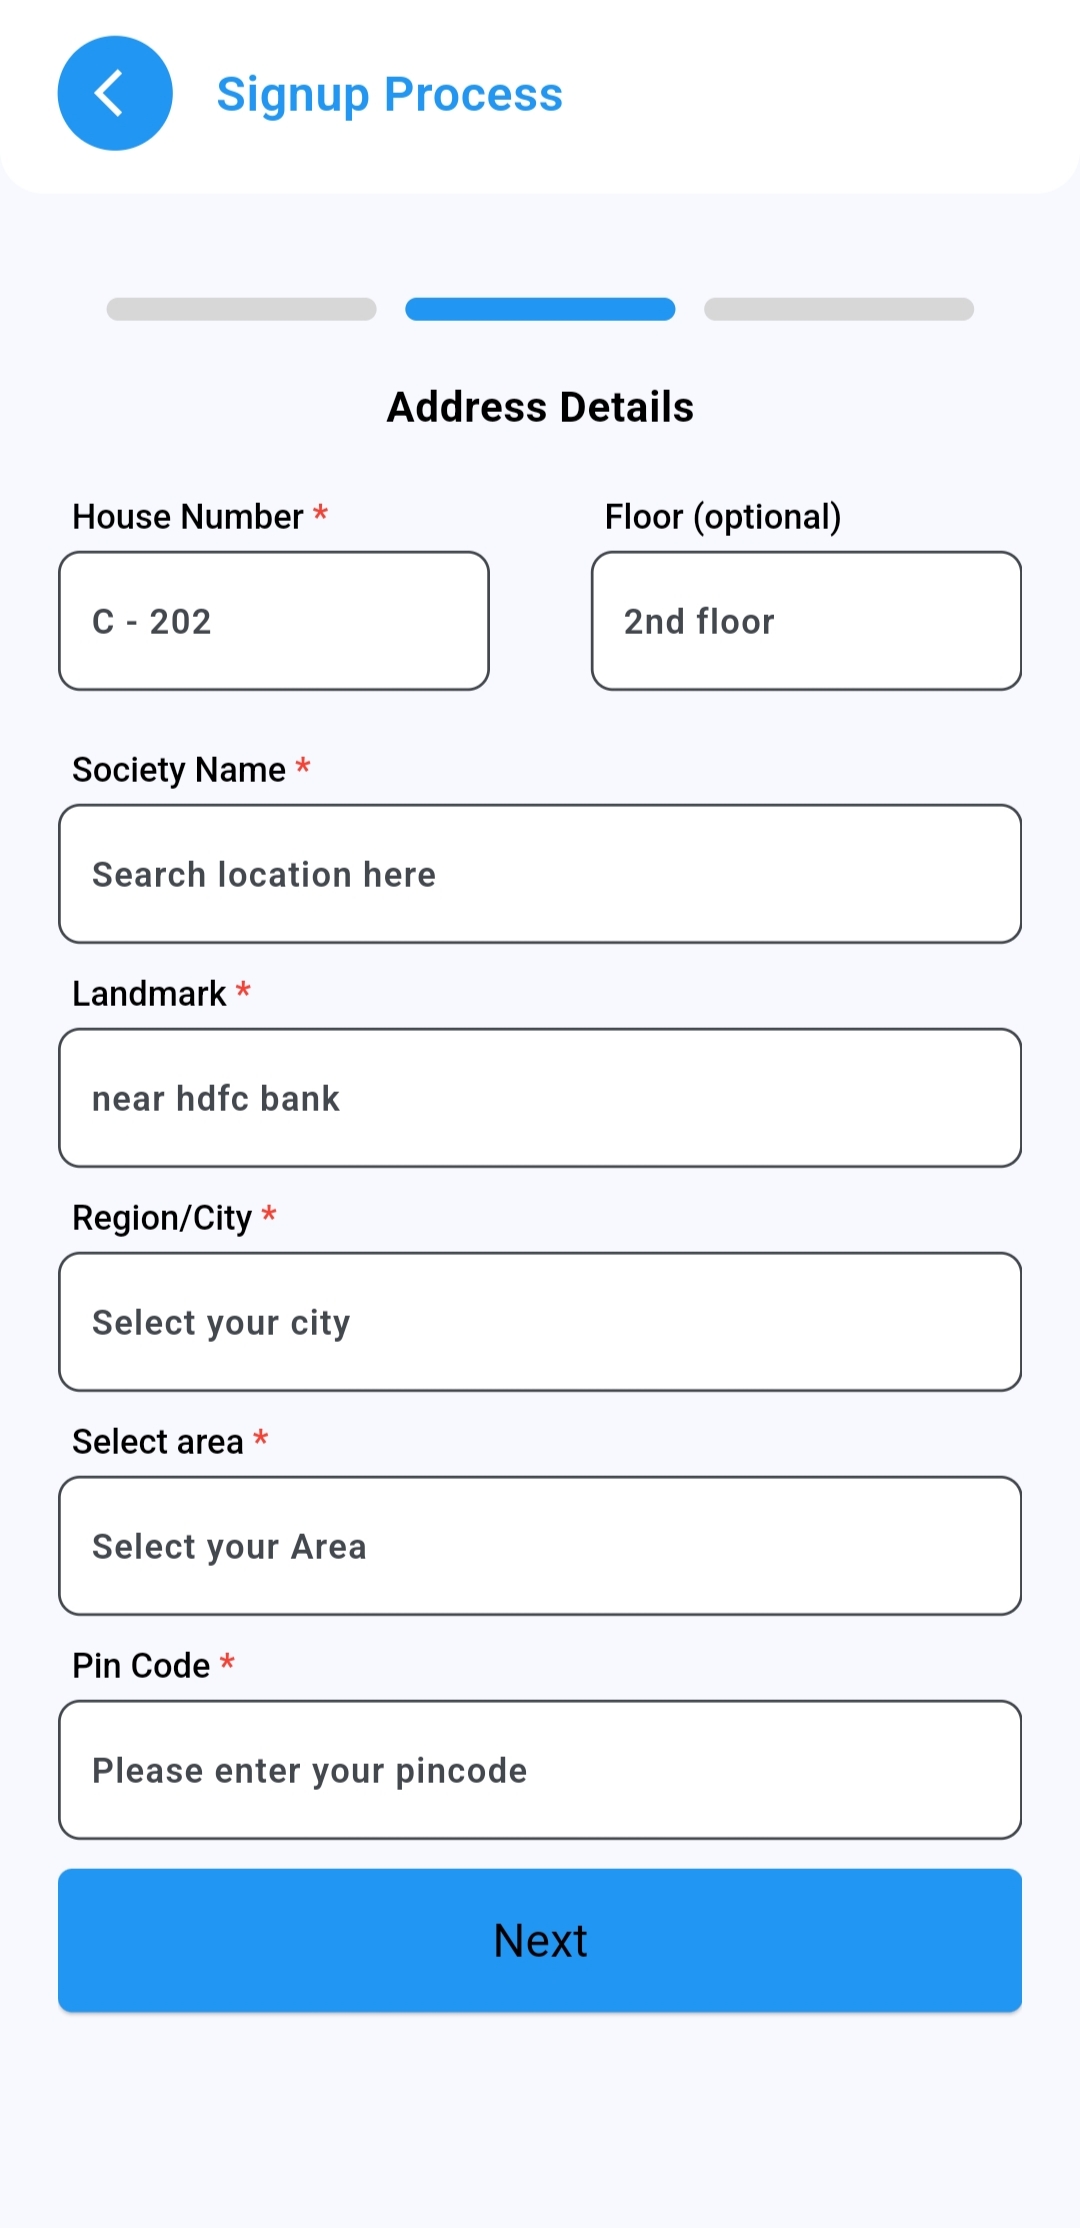 Signup Process
Address Details
House Number *
Floor (optional)
C - 202
2nd floor
Society Name *
Search location here
Landmark *
near hdfc bank
Region/City *
Select your city
Select area *
Select your Area
Pin Code *
Please enter your pincode
Next